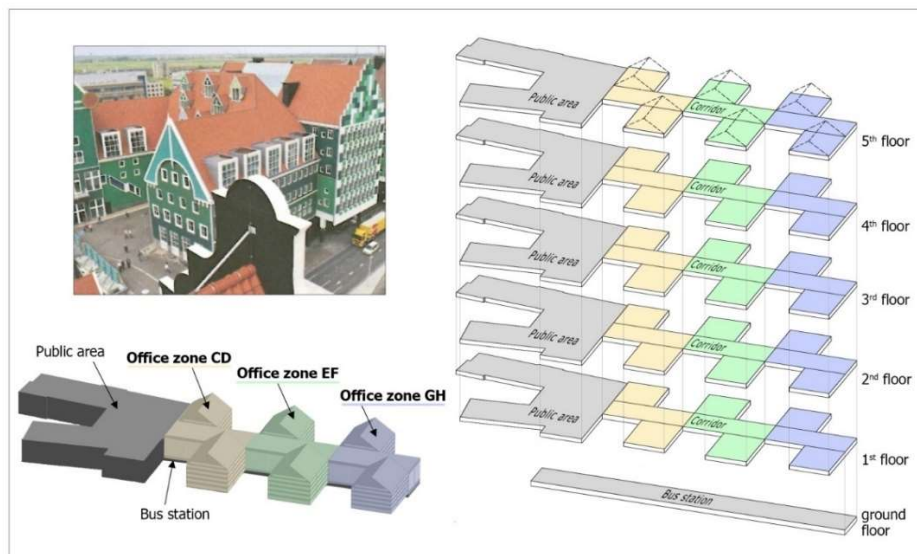 Public area
Office zone CD
Office zone EF
Office zone GH
Bus station
Public area
Corridor
5th floor
Public area
Corridor
4th floor
Public area
Corridor
3rd floor
Public area
Corridor
2nd floor
Public area
Corridor
1st floor
Bus station
ground
floor